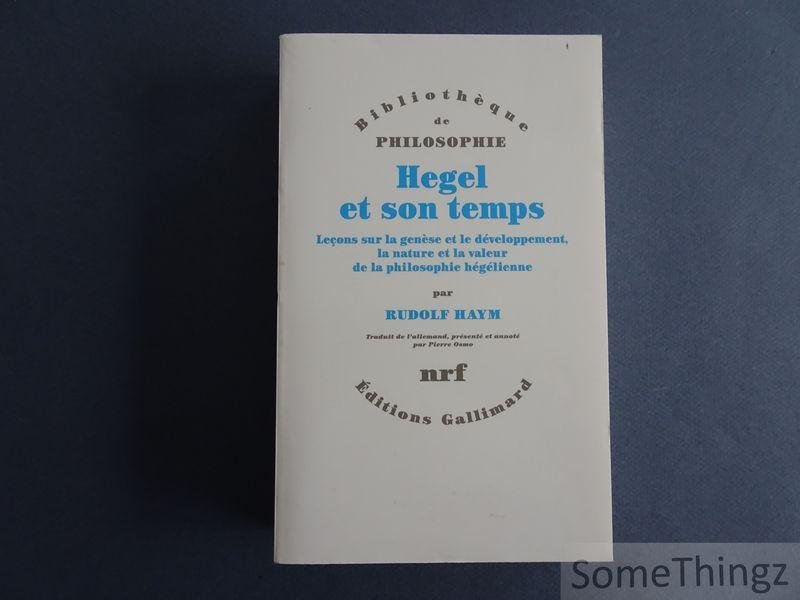 Bibliothèque
de
PHILOSOPHIE
Hegel
et son temps
Leçons sur la genèse et le développement,
la nature et la valeur
de la philosophie hégélienne
par
RUDOLF HAYM
Traduit de l'allemand, présenté et annoté
par Pierre Osmo
nrf
Éditions Gallimard
SomeThingz